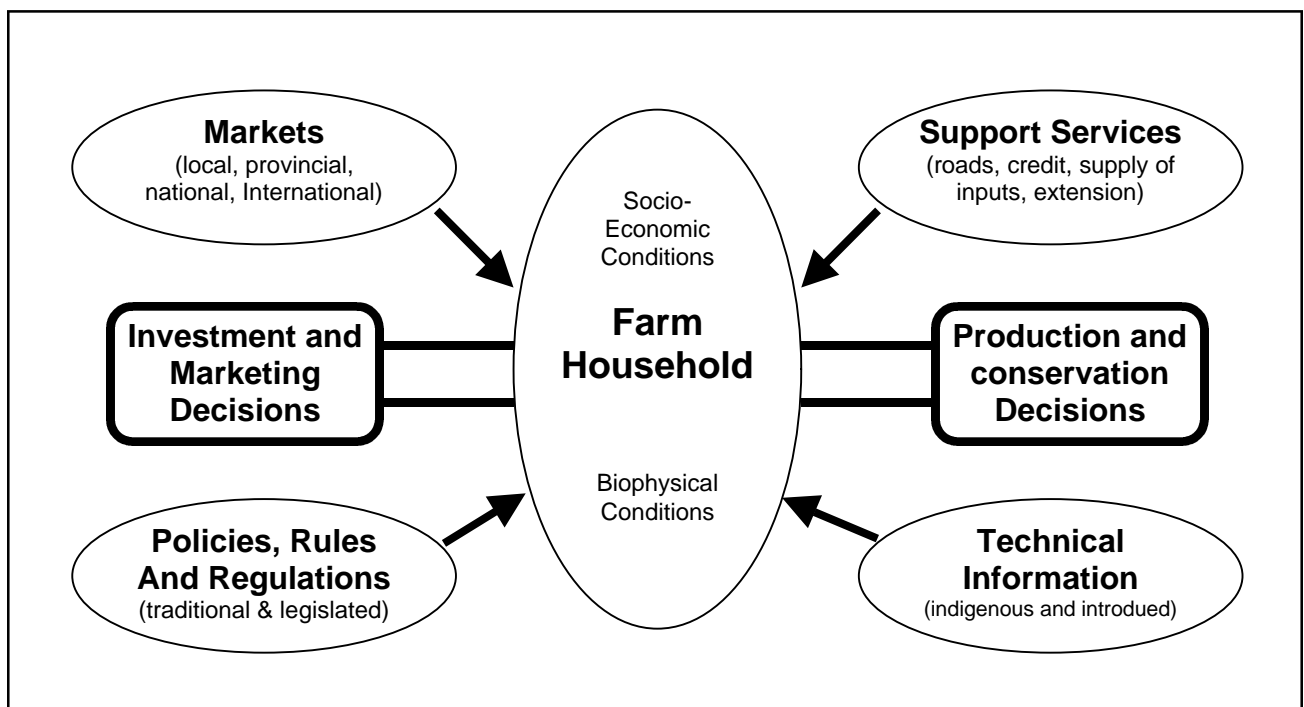 Markets
(local, provincial,
national, International)
Support Services
(roads, credit, supply of
inputs, extension)
Socio-
Economic
Conditions
Farm
Household
Investment and
Marketing
Decisions
Production and
conservation
Decisions
Biophysical
Conditions
Policies, Rules
And Regulations
(traditional & legislated)
Technical
Information
(indigenous and introdued)